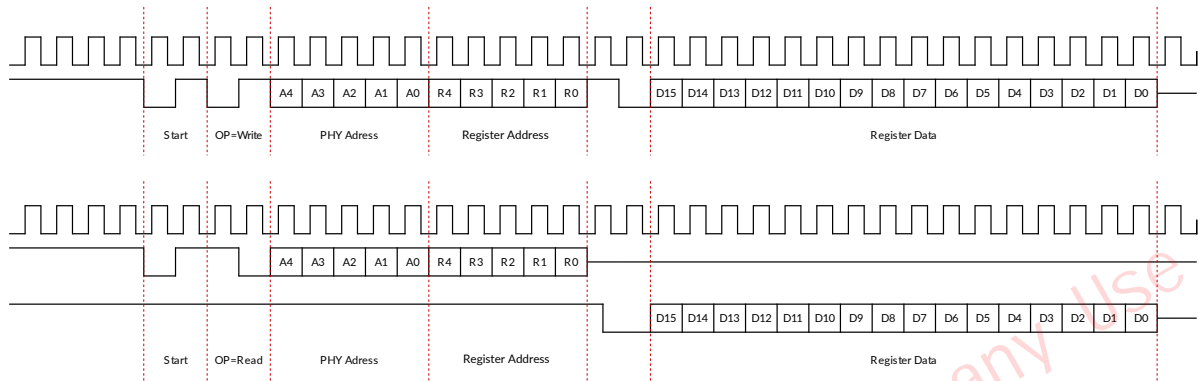 A4 A3 A2 A1 A0 R4 R3 R2 R1 R0 D15 D14 D13 D12 D11 D10 D9 D8 D7 D6 D5 D4 D3 D2 D1 D0
Start OP=Write PHY Adress Register Address Register Data
A4 A3 A2 A1 A0 R4 R3 R2 R1 R0
D15 D14 D13 D12 D11 D10 D9 D8 D7 D6 D5 D4 D3 D2 D1 D0
Start OP=Read PHY Adress Register Address Register Data
any Use